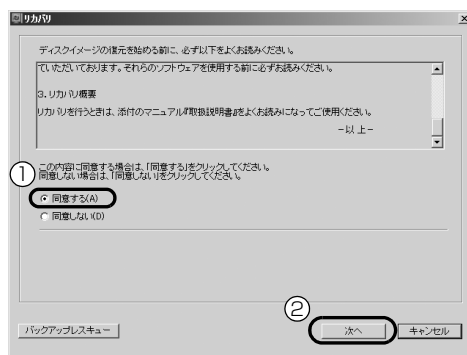 リカバリ
ディスクイメージの復元を始める前に、必ず以下をよくお読みください。
ていただいております。それらのソフトウェアを使用する前に必ずお読みください。
3. リカバリ概要
リカバリを行うときは、添付のマニュアル『取扱説明書』をよくお読みになってご使用ください。
－以上－
この内容に同意する場合は、「同意する」をクリックしてください。
同意しない場合は、「同意しない」をクリックしてください。
①
同意する(A)
同意しない(D)
②
バックアップレスキュー
次へ
キャンセル